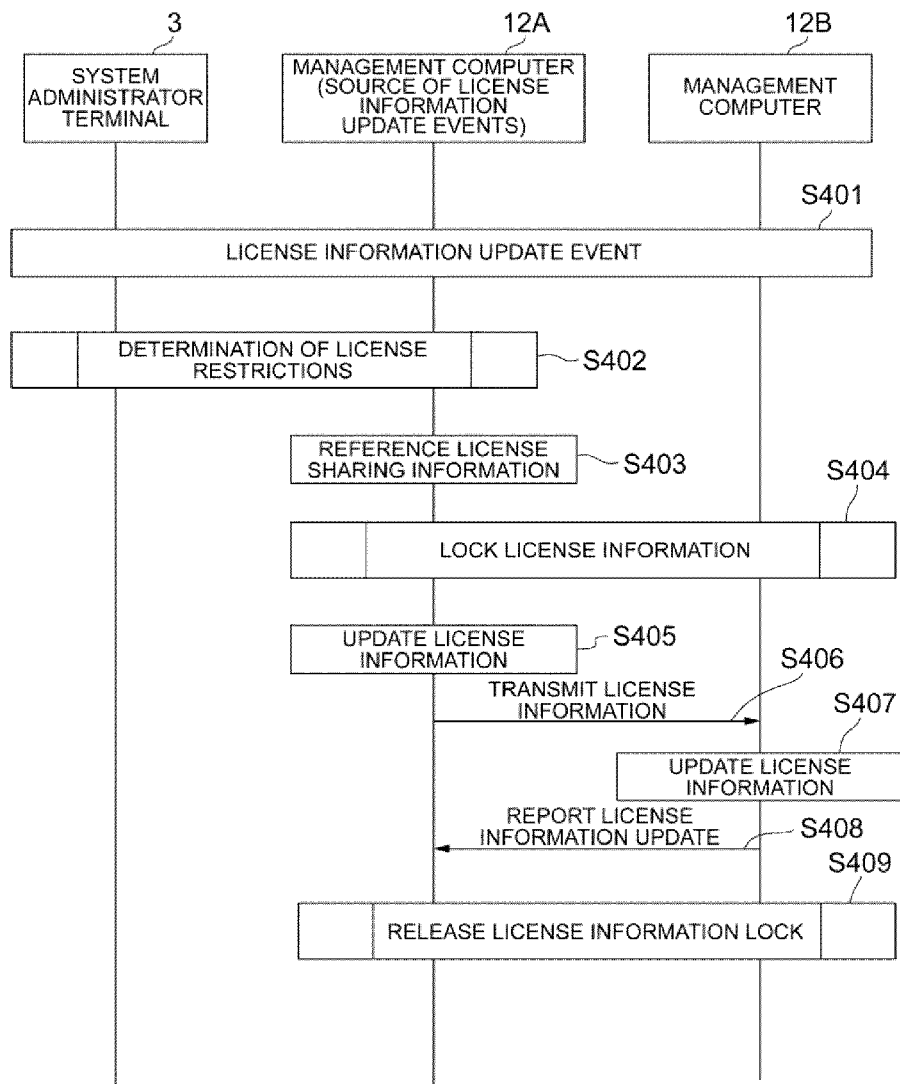 3
12A
12B
SYSTEM
ADMINISTRATOR
TERMINAL
MANAGEMENT COMPUTER
(SOURCE OF LICENSE
INFORMATION
UPDATE EVENTS)
MANAGEMENT
COMPUTER
S401
LICENSE INFORMATION UPDATE EVENT
DETERMINATION OF LICENSE
RESTRICTIONS
S402
REFERENCE LICENSE
SHARING INFORMATION
S403
S404
LOCK LICENSE INFORMATION
UPDATE LICENSE
INFORMATION
S405
S406
TRANSMIT LICENSE
INFORMATION
S407
UPDATE LICENSE
INFORMATION
REPORT LICENSE
INFORMATION UPDATE
S408
S409
RELEASE LICENSE INFORMATION LOCK